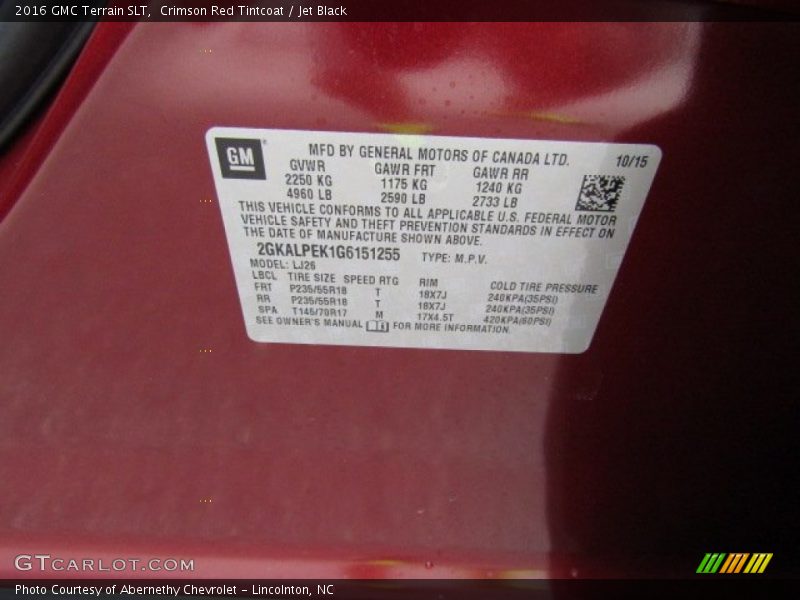 2016 GMC Terrain SLT, Crimson Red Tintcoat / Jet Black
GM
MFD BY GENERAL MOTORS OF CANADA LTD. 10/15
GVWR GAWR FRT GAWR RR
2250 KG 1175 KG 1240 KG
4960 LB 2590 LB 2733 LB
THIS VEHICLE CONFORMS TO ALL APPLICABLE U.S. FEDERAL MOTOR
VEHICLE SAFETY AND THEFT PREVENTION STANDARDS IN EFFECT ON
THE DATE OF MANUFACTURE SHOWN ABOVE.
2GKALPEK1G6151255 TYPE: M.P.V.
MODEL: LJ26
LBCL TIRE SIZE SPEED RTG RIM COLD TIRE PRESSURE
FRT P235/55R18 T 18X7J 240KPA(35PSI)
RR P235/55R18 T 18X7J 240KPA(35PSI)
SPA T145/70R17 M 17X4.5T 420KPA(60PSI)
SEE OWNER'S MANUAL FOR MORE INFORMATION.
GTCARLOT.COM
Photo Courtesy of Abernethy Chevrolet – Lincolnton, NC